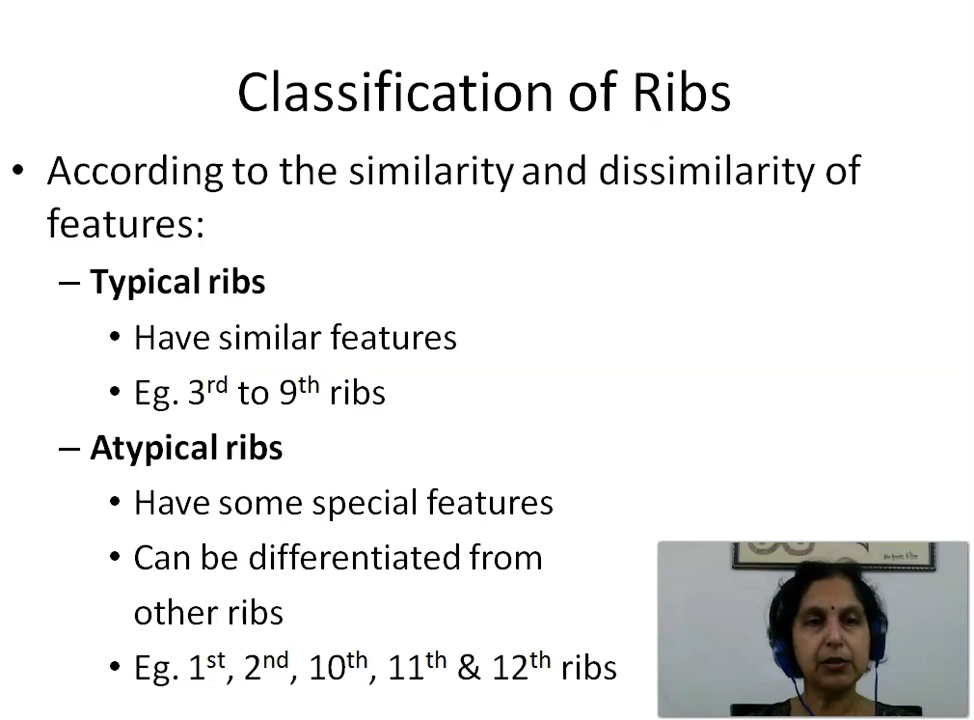 Classification of Ribs
• According to the similarity and dissimilarity of
features:
– Typical ribs
• Have similar features
• Eg. 3rd to 9th ribs
– Atypical ribs
• Have some special features
• Can be differentiated from
other ribs
• Eg. 1st, 2nd, 10th, 11th & 12th ribs